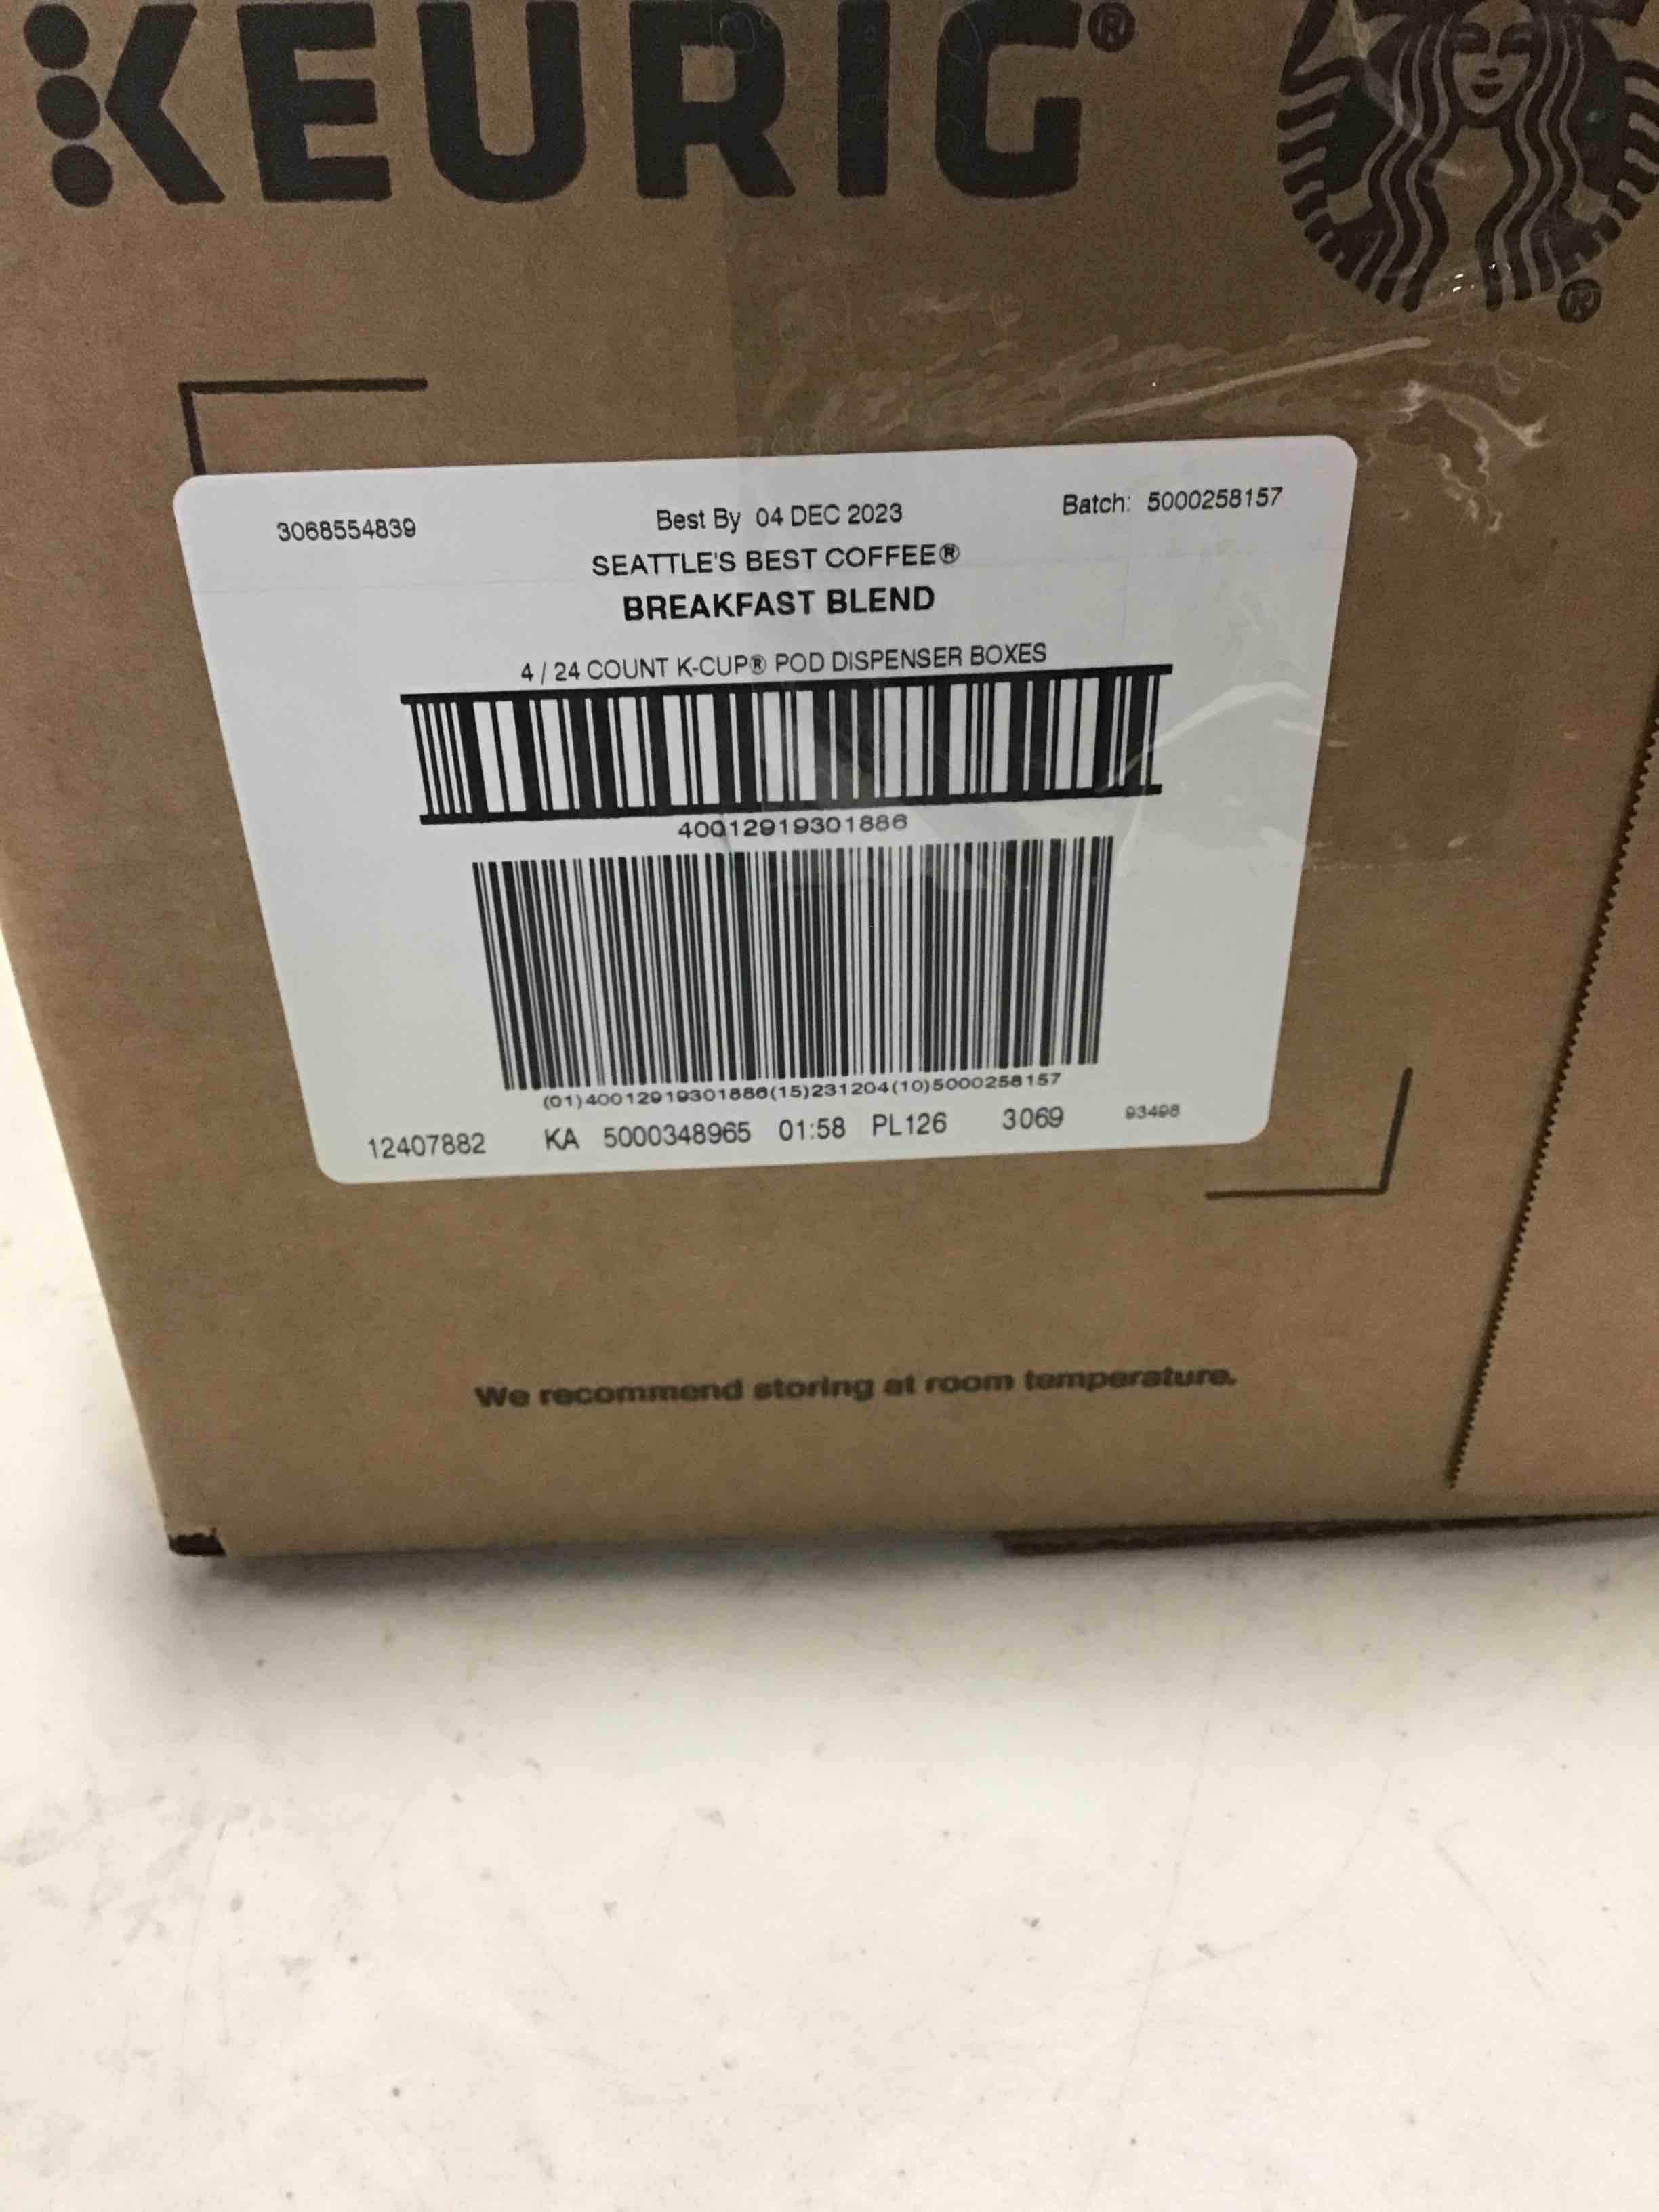 KEURIG®
®
3068554839
Best By 04 DEC 2023
Batch: 5000258157
SEATTLE'S BEST COFFEE®
BREAKFAST BLEND
4 / 24 COUNT K-CUP® POD DISPENSER BOXES
40012919301886
(01)40012919301886(15)231204(10)5000258157
12407882 KA 5000348965 01:58 PL126 3069 93498
We recommend storing at room temperature.